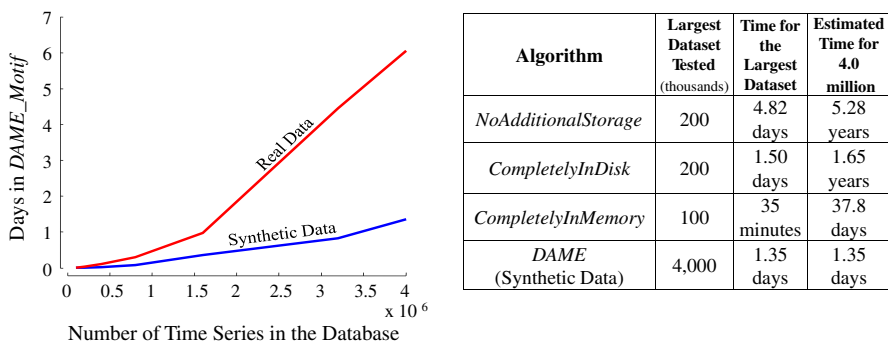 7
6
5
4
3
2
1
0
Days in DAME_Motif
Real Data
Synthetic Data
0.5 1 1.5 2 2.5 3 3.5 4
x 10 6
Number of Time Series in the Database
Algorithm
Largest
Dataset
Tested
(thousands)
Time for
the
Largest
Dataset
Estimated
Time for
4.0
million
NoAdditionalStorage
200
4.82
days
5.28
years
CompletelyInDisk
200
1.50
days
1.65
years
CompletelyInMemory
100
35
minutes
37.8
days
DAME
(Synthetic Data)
4,000
1.35
days
1.35
days